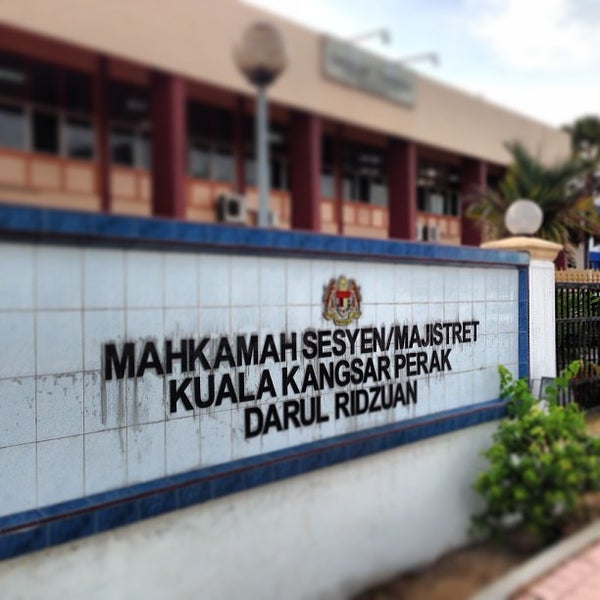 MAHKAMAH SESYEN/MAJISTRET
KUALA KANGSAR PERAK
DARUL RIDZUAN